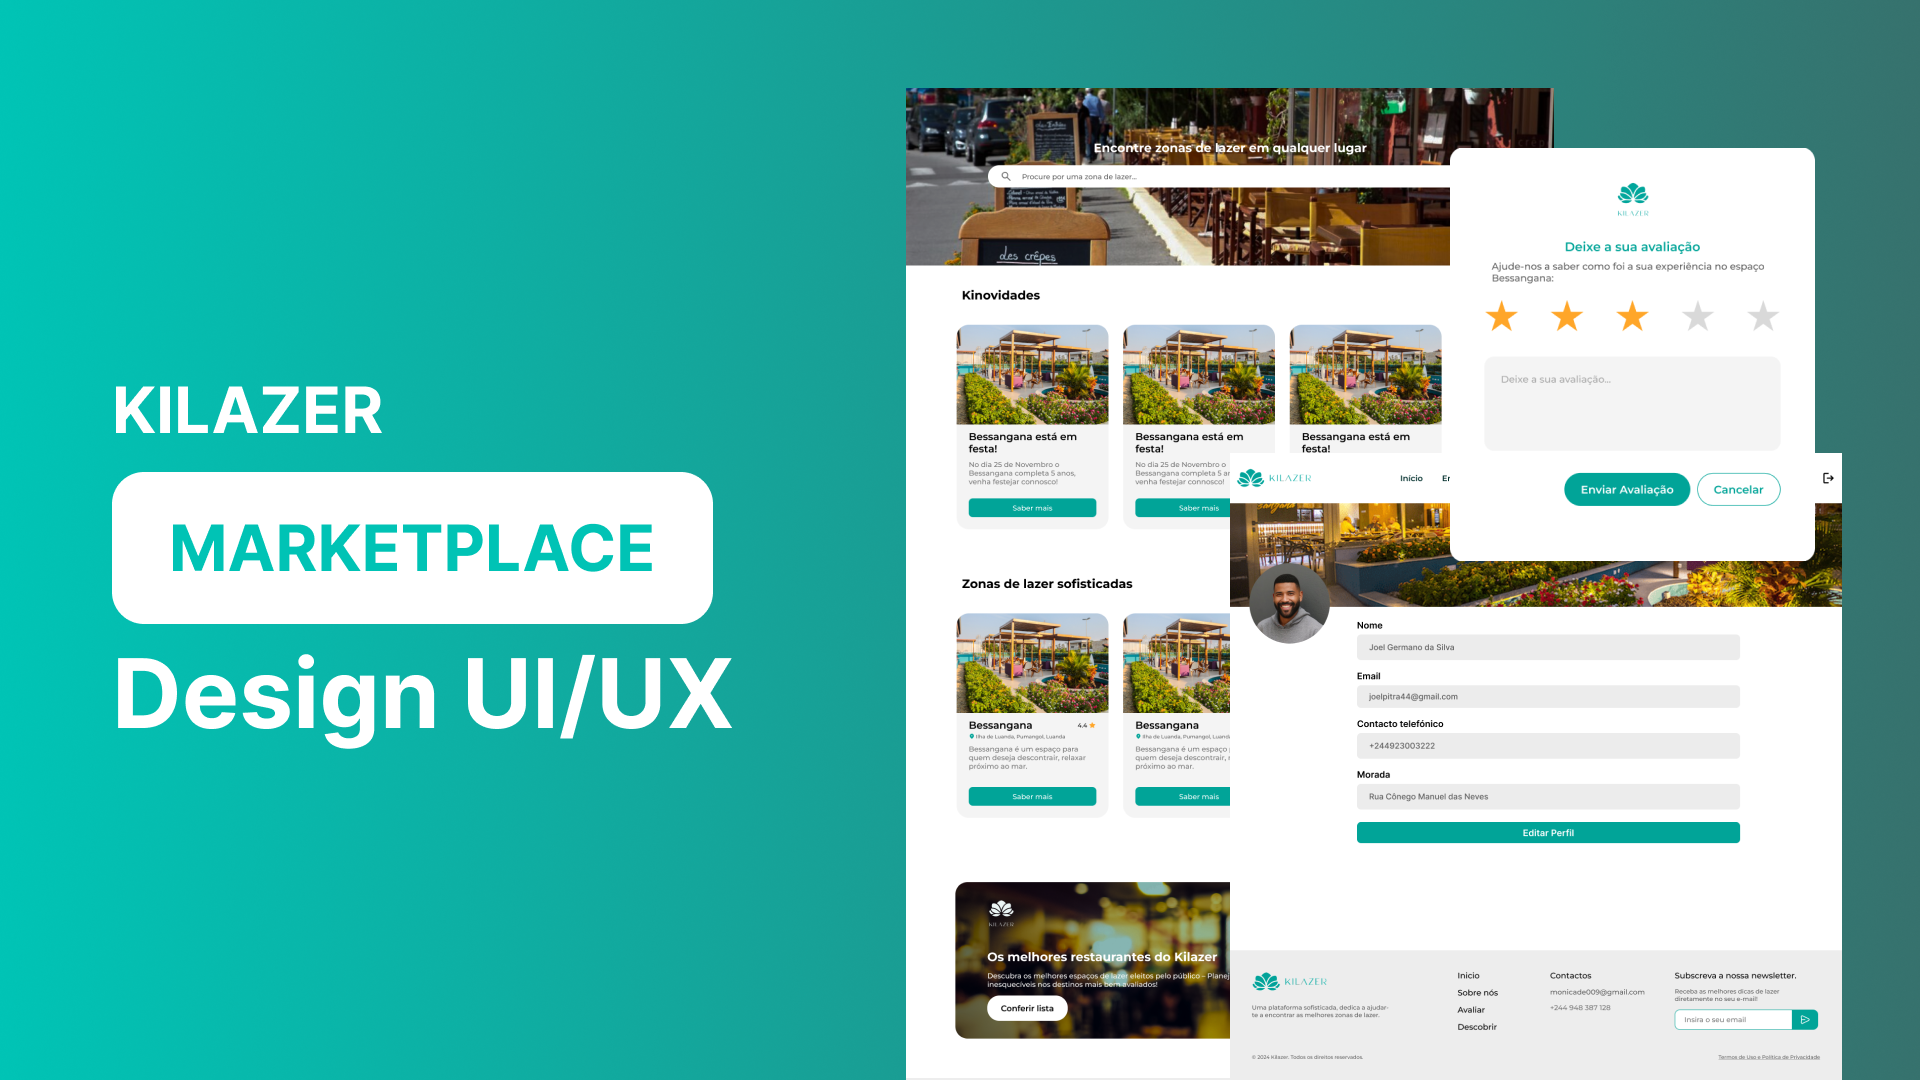 KILAZER
MARKETPLACE
Design UI/UX
des crêpes
Encontre zonas de lazer em qualquer lugar
Procure por uma zona de lazer...
Kinovidades
Bessangana está em
festa!
No dia 25 de Novembro o
Bessangana completa 5 anos,
venha festejar connosco!
Saber mais
Bessangana está em
festa!
No dia 25 de Novembro o
Bessangana completa 5 ar
venha festejar connosco!
Saber mais
Bessangana está em
festa!
Zonas de lazer sofisticadas
Bessangana
4.4
Ilha de Luanda, Pumangol, Luanda
Bessangana é um espaço para
quem deseja descontrair, relaxar
próximo ao mar.
Saber mais
Bessangana
Ilha de Luanda, Pumangol, Luanda
Bessangana é um espaço
quem deseja descontrair, r
próximo ao mar.
Saber mais
KILAZER
Os melhores restaurantes do Kilazer
Descubra os melhores espaços de lazer eleitos pelo público – Planej
inesquecíveis nos destinos mais bem avaliados!
Conferir lista
KILAZER
Deixe a sua avaliação
Ajude-nos a saber como foi a sua experiência no espaço
Bessangana:
Deixe a sua avaliação...
Enviar Avaliação
Cancelar
KILAZER
Início
Er
Nome
Joel Germano da Silva
Email
joelpitra44@gmail.com
Contacto telefónico
+244923003222
Morada
Rua Cônego Manuel das Neves
Editar Perfil
KILAZER
Uma plataforma sofisticada, dedica a ajudar-
te a encontrar as melhores zonas de lazer.
Inicio
Sobre nós
Avaliar
Descobrir
Contactos
monicade009@gmail.com
+244 948 387 128
Subscreva a nossa newsletter.
Receba as melhores dicas de lazer
diretamente no seu e-mail!
Insira o seu email
© 2024 Kilazer. Todos os direitos reservados.
Termos de Uso e Política de Privacidade